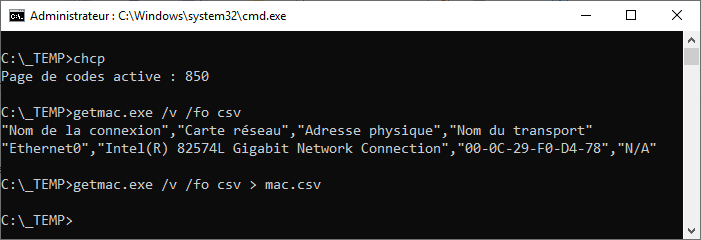 Administrateur : C:\Windows\system32\cmd.exe
C:\_TEMP>chcp
Page de codes active : 850
C:\_TEMP>getmac.exe /v /fo csv
"Nom de la connexion","Carte réseau","Adresse physique","Nom du transport"
"Ethernet0","Intel(R) 82574L Gigabit Network Connection","00-0C-29-F0-D4-78","N/A"
C:\_TEMP>getmac.exe /v /fo csv > mac.csv
C:\_TEMP>